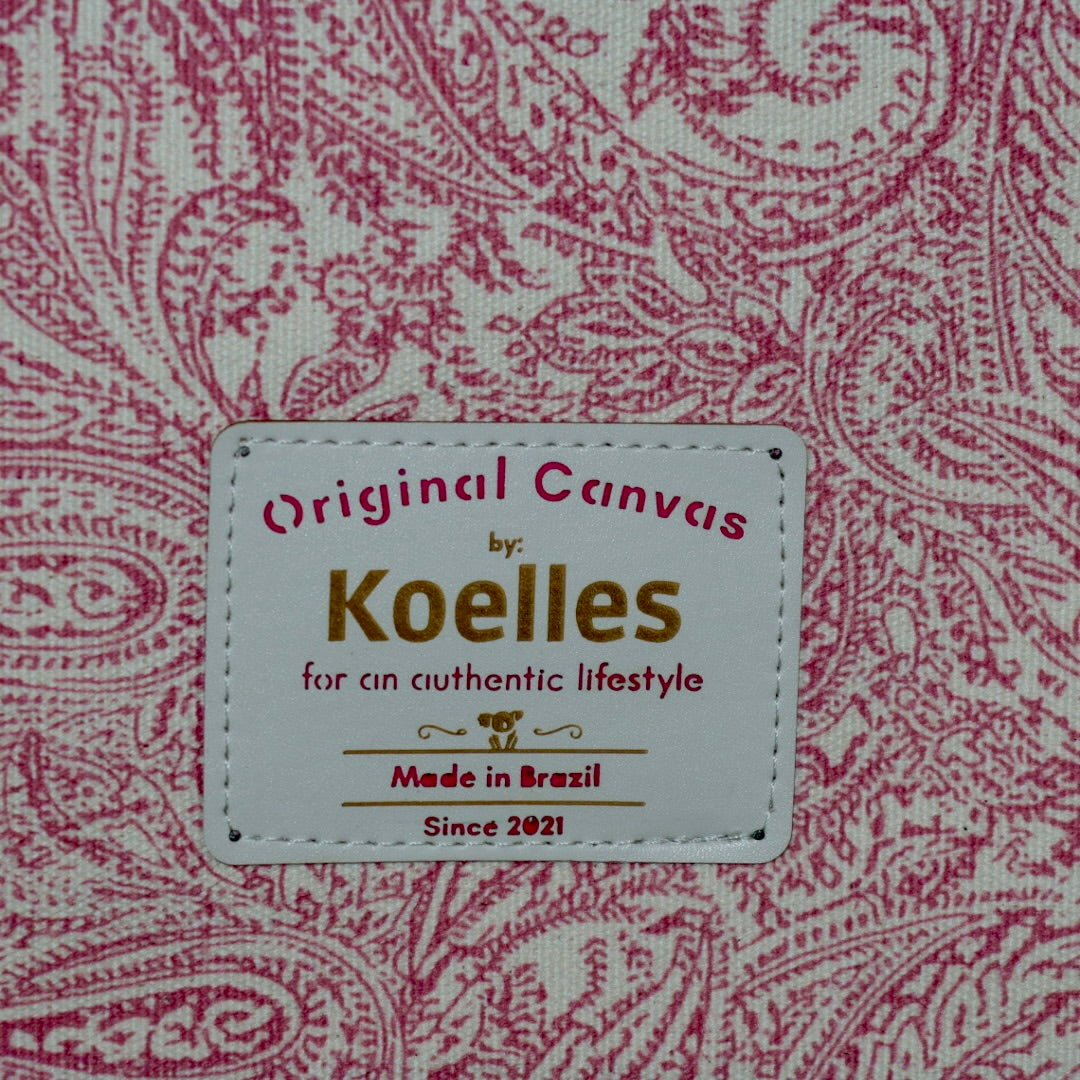 Original Canvas
by:
Koelles
for an authentic lifestyle
Made in Brazil
Since 2021